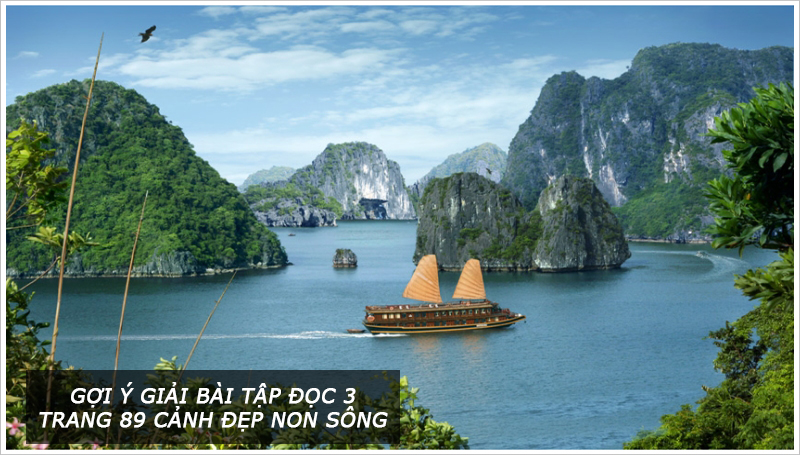 GỢI Ý GIẢI BÀI TẬP ĐỌC 3
TRANG 89 CẢNH ĐẸP NON SÔNG